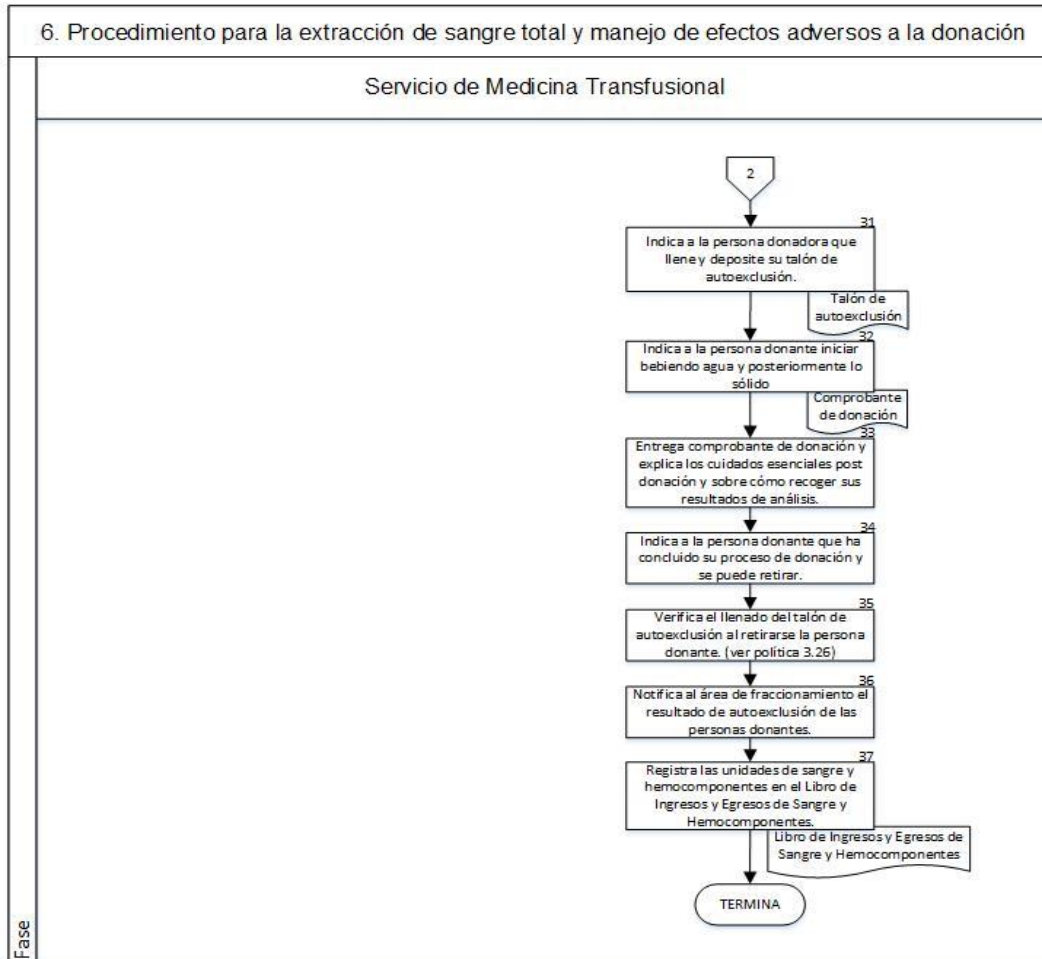 6. Procedimiento para la extracción de sangre total y manejo de efectos adversos a la donación
Servicio de Medicina Transfusional
2
31
Indica a la persona donadora que
llene y deposite su talón de
autoexclusión.
Talón de
autoexclusión
32
Indica a la persona donante iniciar
bebiendo agua y posteriormente lo
sólido
Comprobante
de donación
33
Entrega comprobante de donación y
explica los cuidados esenciales post
donación y sobre cómo recoger sus
resultados de análisis.
34
Indica a la persona donante que ha
concluido su proceso de donación y
se puede retirar.
35
Verifica el llenado del talón de
autoexclusión al retirarse la persona
donante. (ver política 3.26)
36
Notifica al área de fraccionamiento el
resultado de autoexclusión de las
personas donantes.
37
Registra las unidades de sangre y
hemocomponentes en el Libro de
Ingresos y Egresos de Sangre y
Hemocomponentes.
Libro de Ingresos y Egresos de
Sangre y Hemocomponentes
TERMINA
Fase